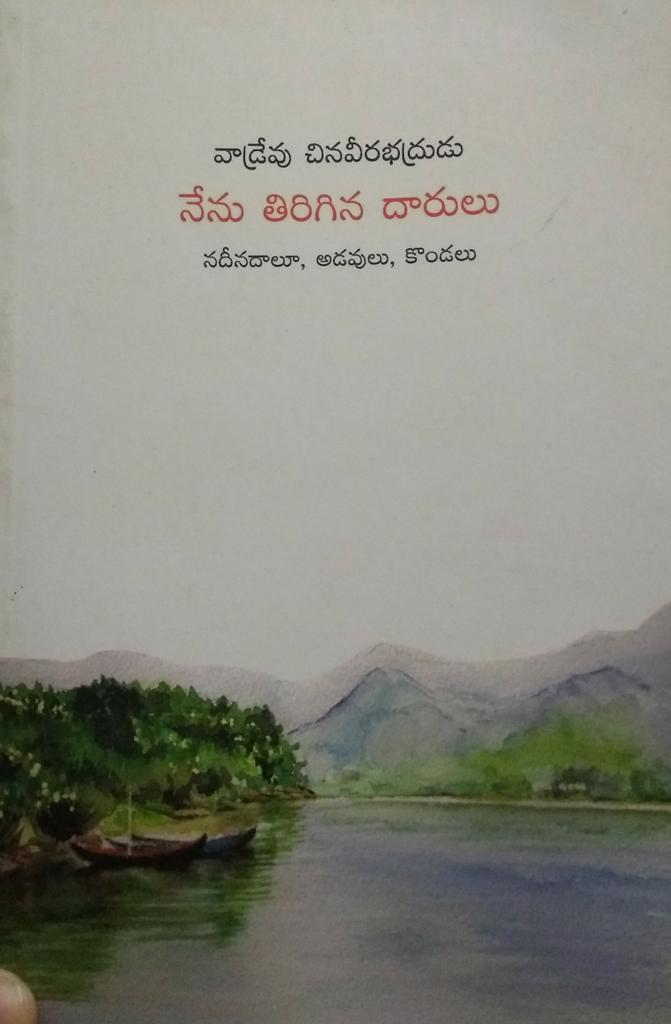 వాడ్రేవు చినవీరభద్రుడు
నేను తిరిగిన దారులు
నదీనదాలూ, అడవులు, కొండలు